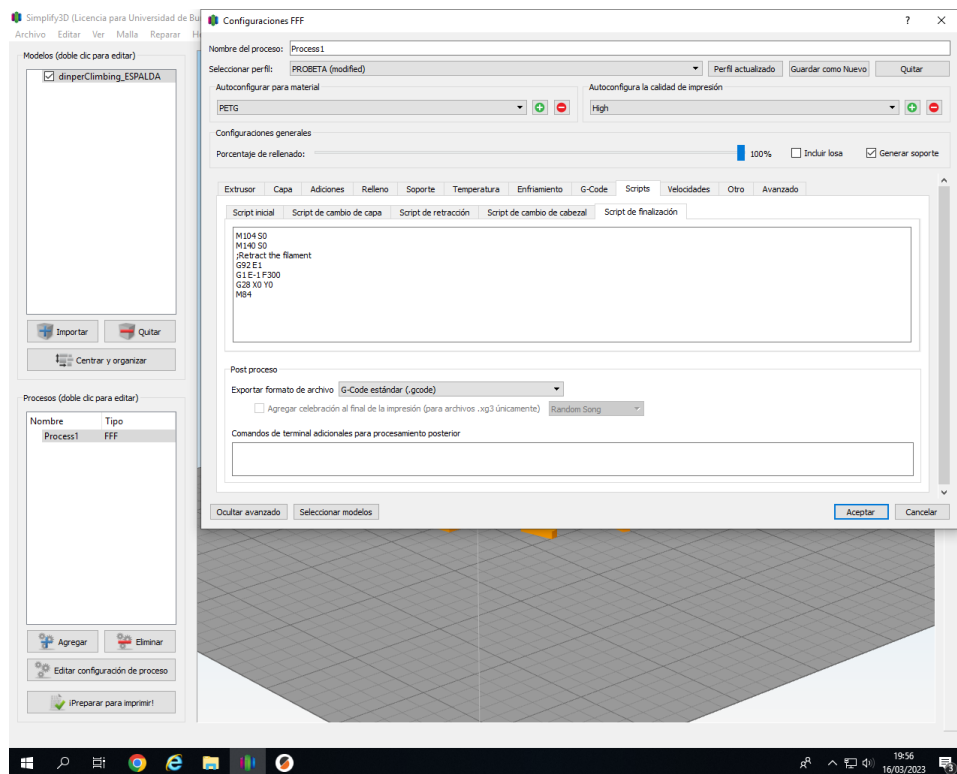 Simplify3D (Licencia para Universidad de Bu
Archivo Editar Ver Malla Reparar H
Modelos (doble clic para editar)
dinperClimbing_ESPALDA
Importar
Quitar
Centrar y organizar
Procesos (doble clic para editar)
Nombre Tipo
Process1 FFF
Agregar
Eliminar
Editar configuración de proceso
¡Preparar para imprimir!
Configuraciones FFF
?
Nombre del proceso: Process1
Seleccionar perfil: PROBETA (modified) Perfil actualizado Guardar como Nuevo Quitar
Autoconfigurar para material
PETG
Autoconfigura la calidad de impresión
High
Configuraciones generales
Porcentaje de rellenado: 100% Incluir losa Generar soporte
Extrusor Capa Adiciones Relleno Soporte Temperatura Enfriamiento G-Code Scripts Velocidades Otro Avanzado
Script inicial Script de cambio de capa Script de retracción Script de cambio de cabezal Script de finalización
M104 S0
M140 S0
;Retract the filament
G92 E1
G1 E-1 F300
G28 X0 Y0
M84
Post proceso
Exportar formato de archivo G-Code estándar (.gcode)
Agregar celebración al final de la impresión (para archivos .xg3 únicamente) Random Song
Comandos de terminal adicionales para procesamiento posterior
Ocultar avanzado Seleccionar modelos Aceptar Cancelar
19:56
16/03/2023
3